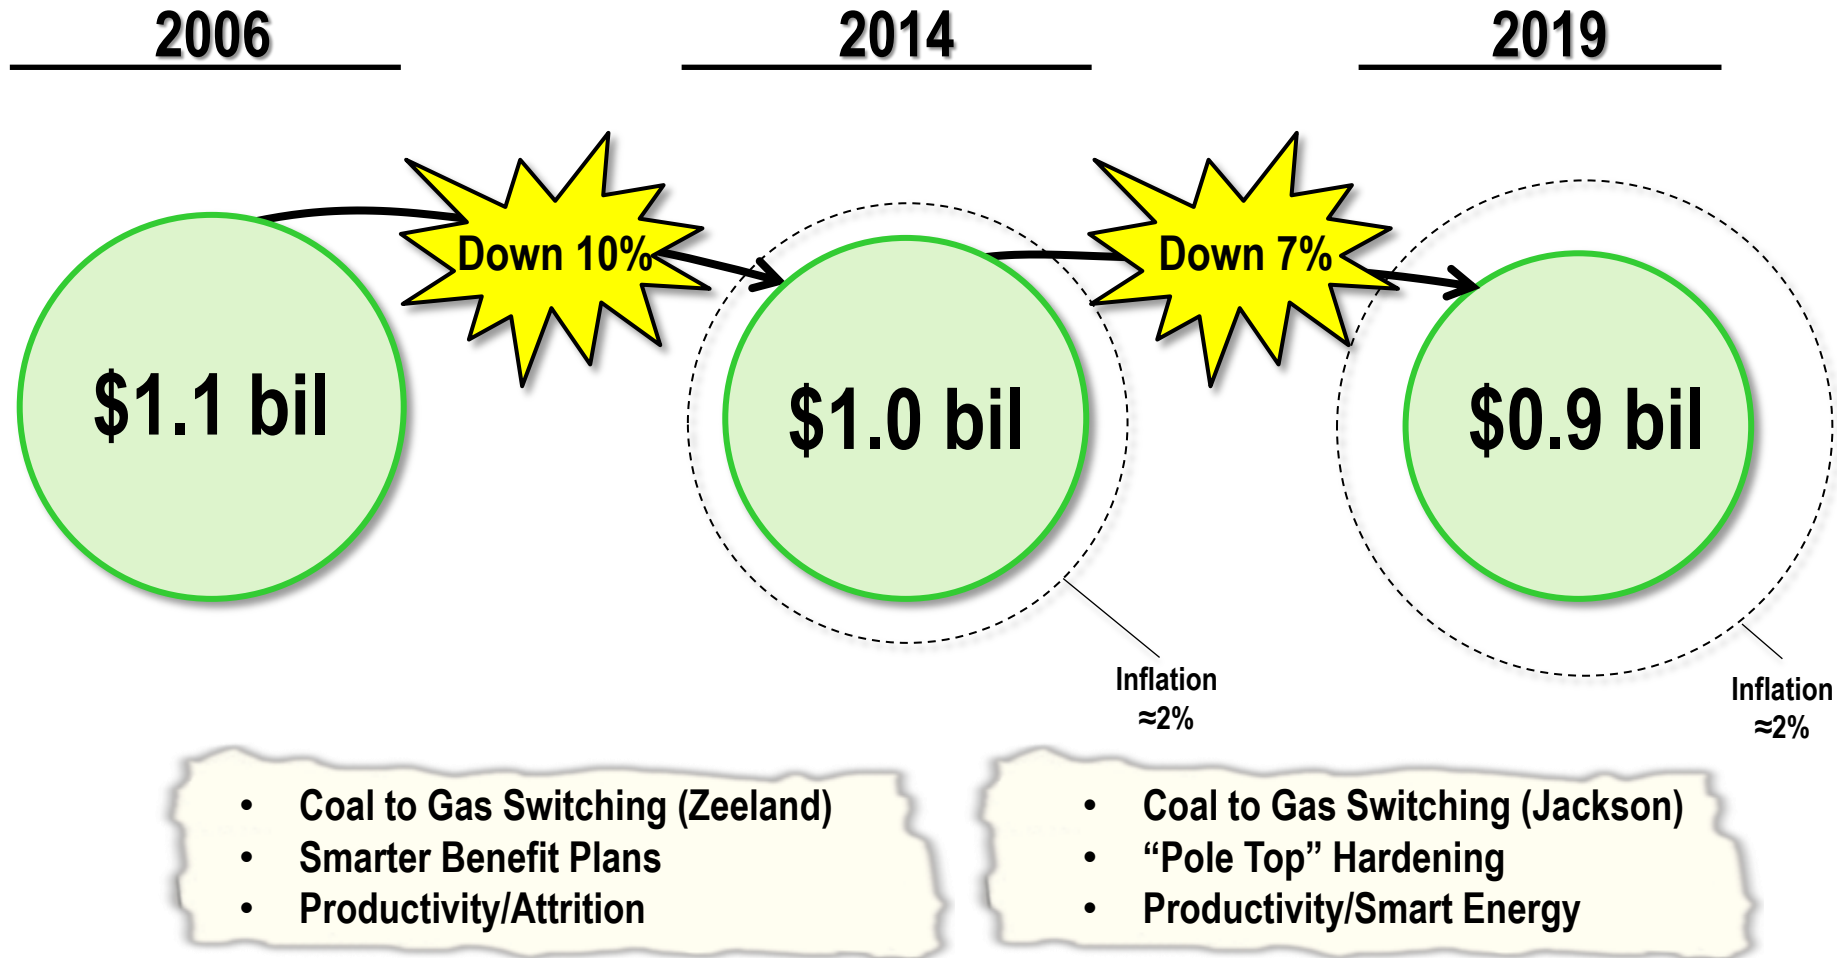 2006
2014
2019
Down 10%
Down 7%
$1.1 bil
$1.0 bil
$0.9 bil
Inflation
≈2%
Inflation
≈2%
• Coal to Gas Switching (Zeeland)
• Smarter Benefit Plans
• Productivity/Attrition
• Coal to Gas Switching (Jackson)
• “Pole Top” Hardening
• Productivity/Smart Energy